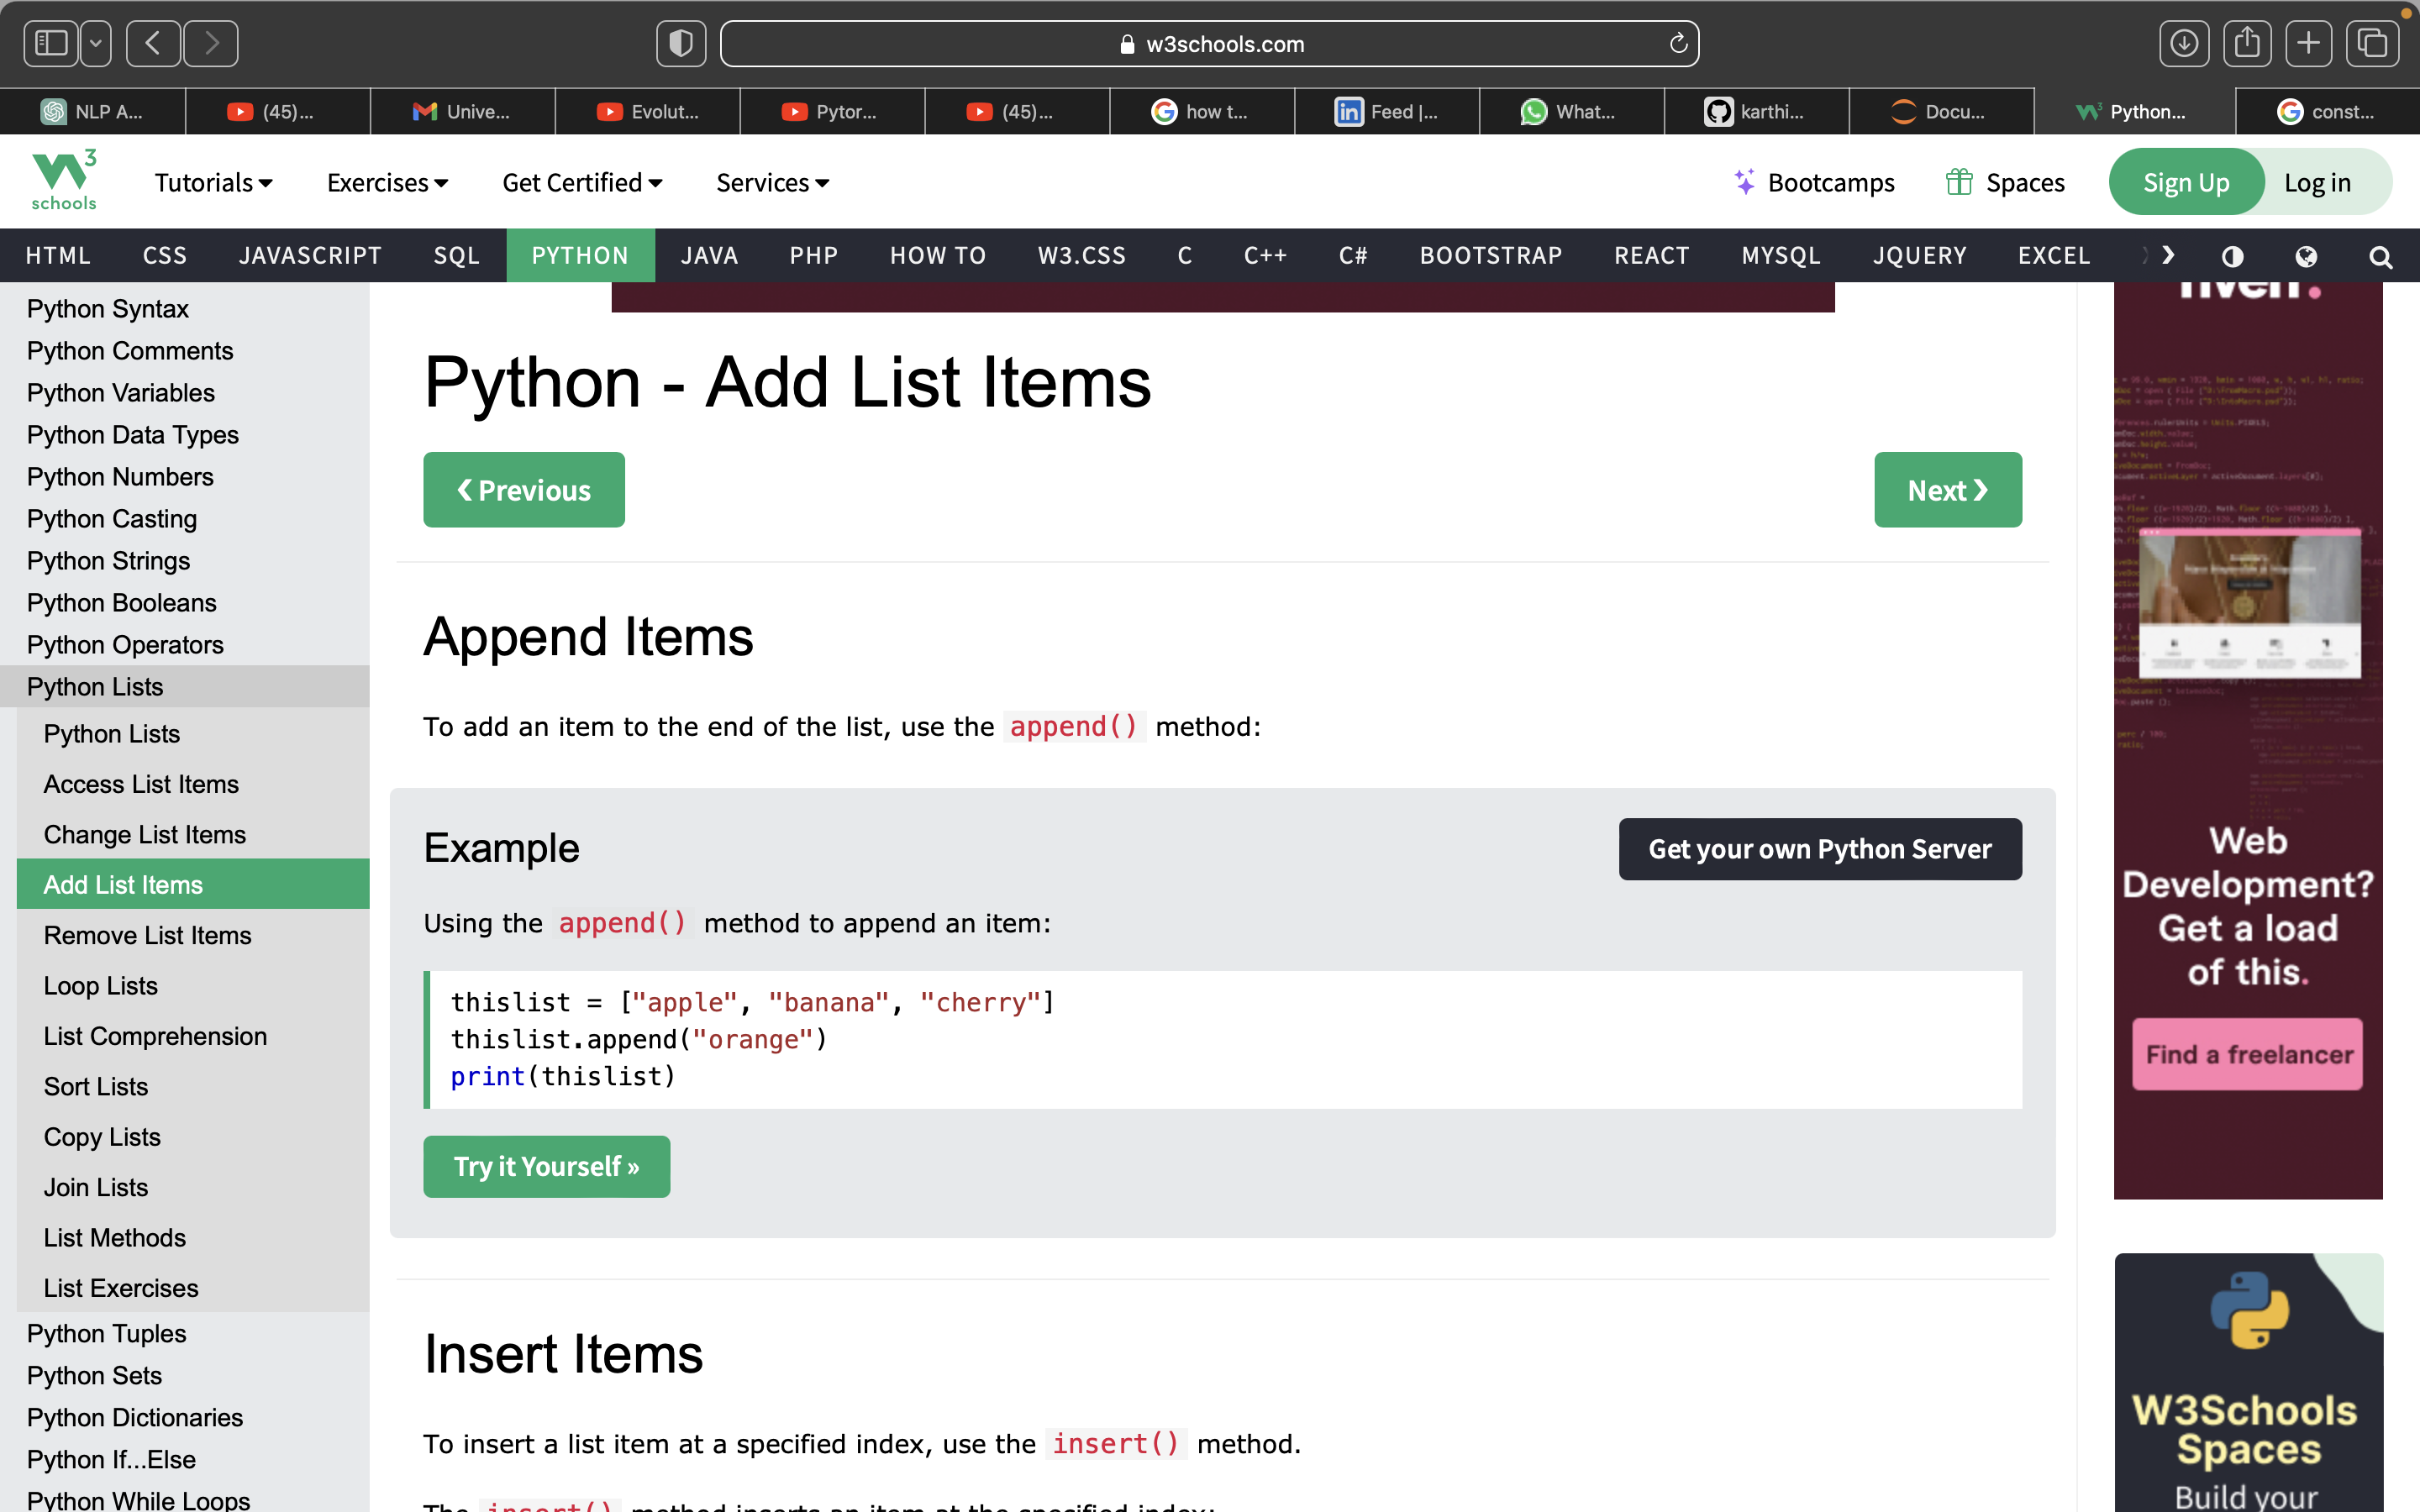 w3schools.com
NLP A...
(45)...
Unive...
Evolut...
Pytor...
(45)...
how t...
Feed |...
What...
karthi...
Docu...
Python...
const...
W3 schools
Tutorials
Exercises
Get Certified
Services
Bootcamps
Spaces
Sign Up
Log in
HTML
CSS
JAVASCRIPT
SQL
PYTHON
JAVA
PHP
HOW TO
W3.CSS
C
C++
C#
BOOTSTRAP
REACT
MYSQL
JQUERY
EXCEL
Python Syntax
Python Comments
Python Variables
Python Data Types
Python Numbers
Python Casting
Python Strings
Python Booleans
Python Operators
Python Lists
Python Lists
Access List Items
Change List Items
Add List Items
Remove List Items
Loop Lists
List Comprehension
Sort Lists
Copy Lists
Join Lists
List Methods
List Exercises
Python Tuples
Python Sets
Python Dictionaries
Python If...Else
Python While Loops
Python - Add List Items
❮ Previous
Next ❯
Append Items
To add an item to the end of the list, use the append() method:
Example
Get your own Python Server
Using the append() method to append an item:
thislist = ["apple", "banana", "cherry"]
thislist.append("orange")
print(thislist)
Try it Yourself »
Insert Items
To insert a list item at a specified index, use the insert() method.
The insert() method inserts an item at the specified index:
Web
Development?
Get a load
of this.
Find a freelancer
W3Schools
Spaces
Build your